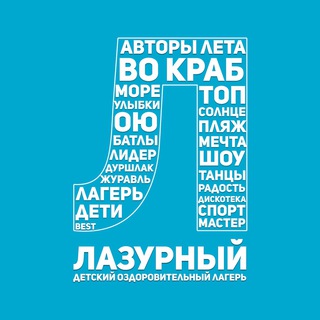 АВТОРЫ ЛЕТА
ВО КРАБ
МОРЕ
УЛЫБКИ
ОЮ
БАТЛЫ
ЛИДЕР
ДУРШЛАК
ЖУРАВЛЬ
ЛАГЕРЬ
ДЕТИ
BEST
ТОП
СОЛНЦЕ
ПЛЯЖ
МЕЧТА
ШОУ
ТАНЦЫ
РАДОСТЬ
ДИСКОТЕКА
СПОРТ
МАСТЕР
ЛАЗУРНЫЙ
ДЕТСКИЙ ОЗДОРОВИТЕЛЬНЫЙ ЛАГЕРЬ